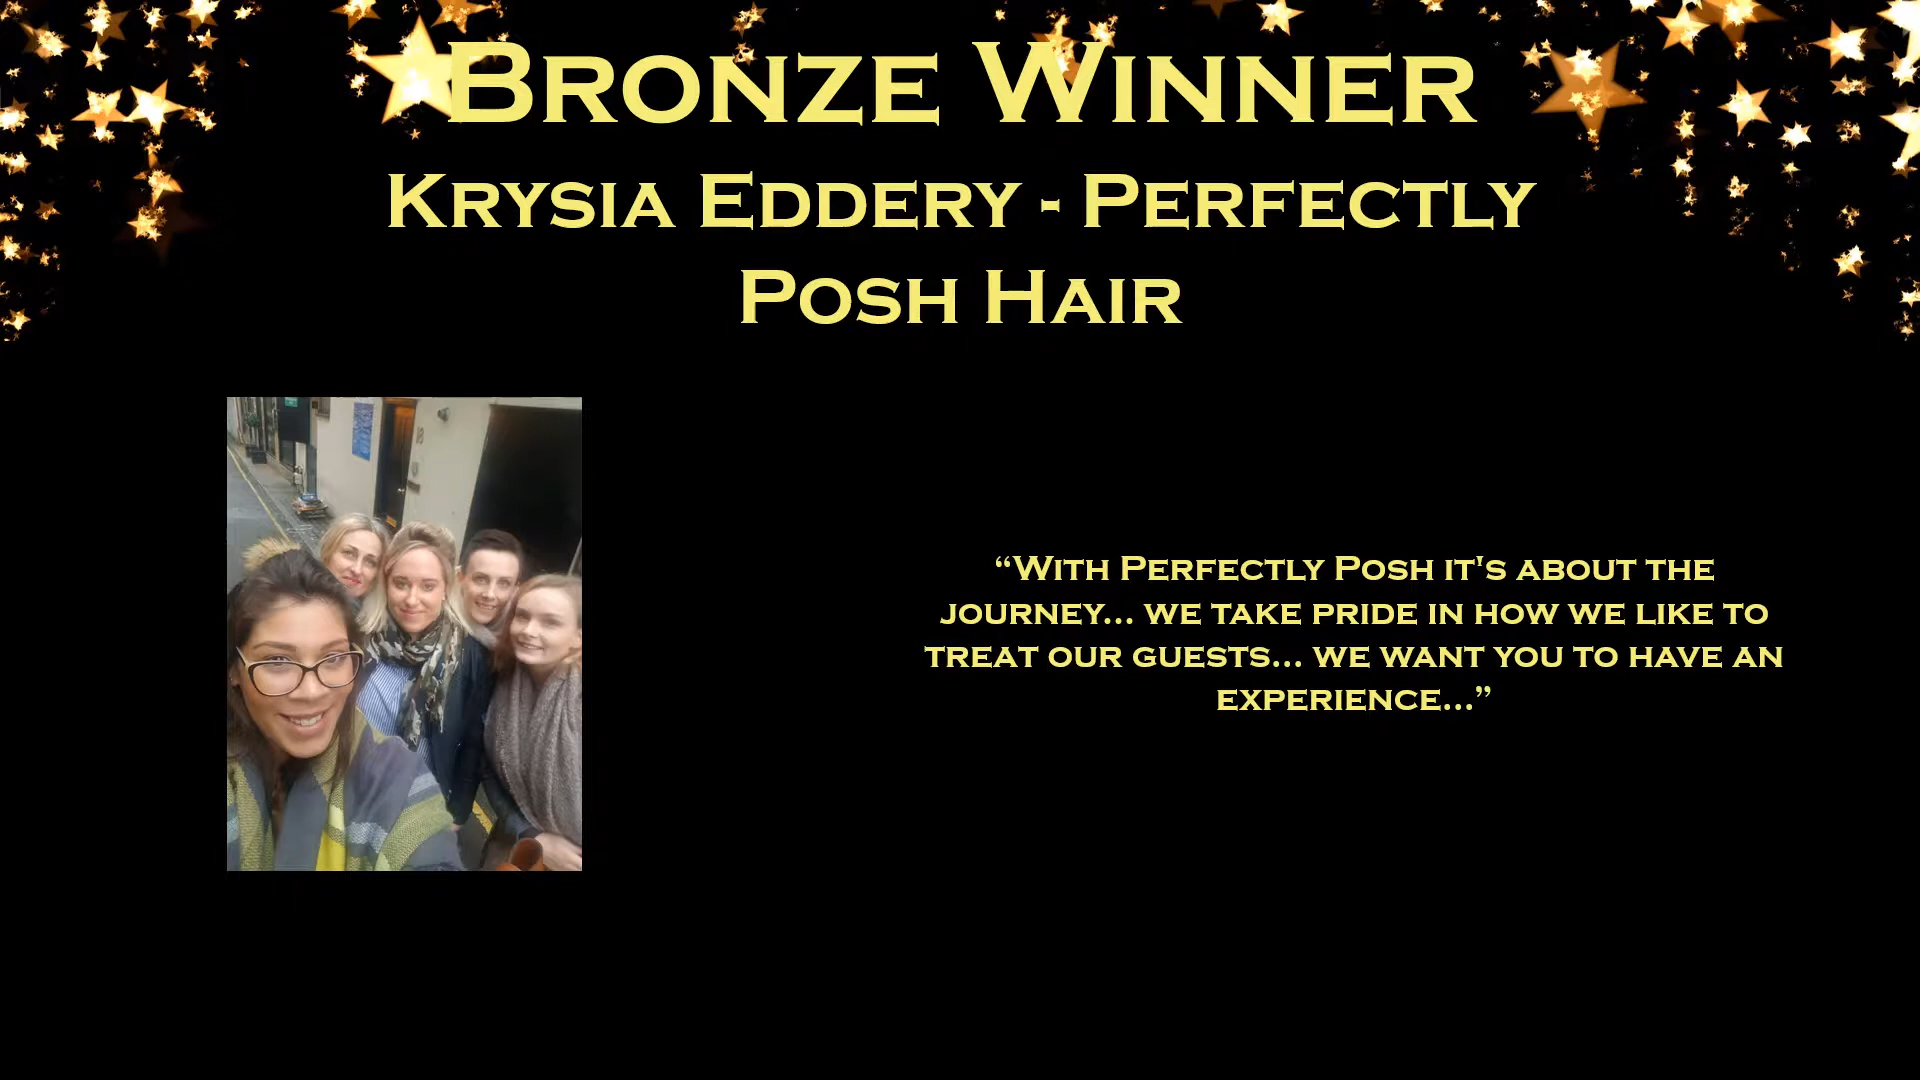 Bronze Winner
Krysia Eddery - Perfectly
Posh Hair
“With Perfectly Posh it's about the
journey... we take pride in how we like to
treat our guests... we want you to have an
experience...”